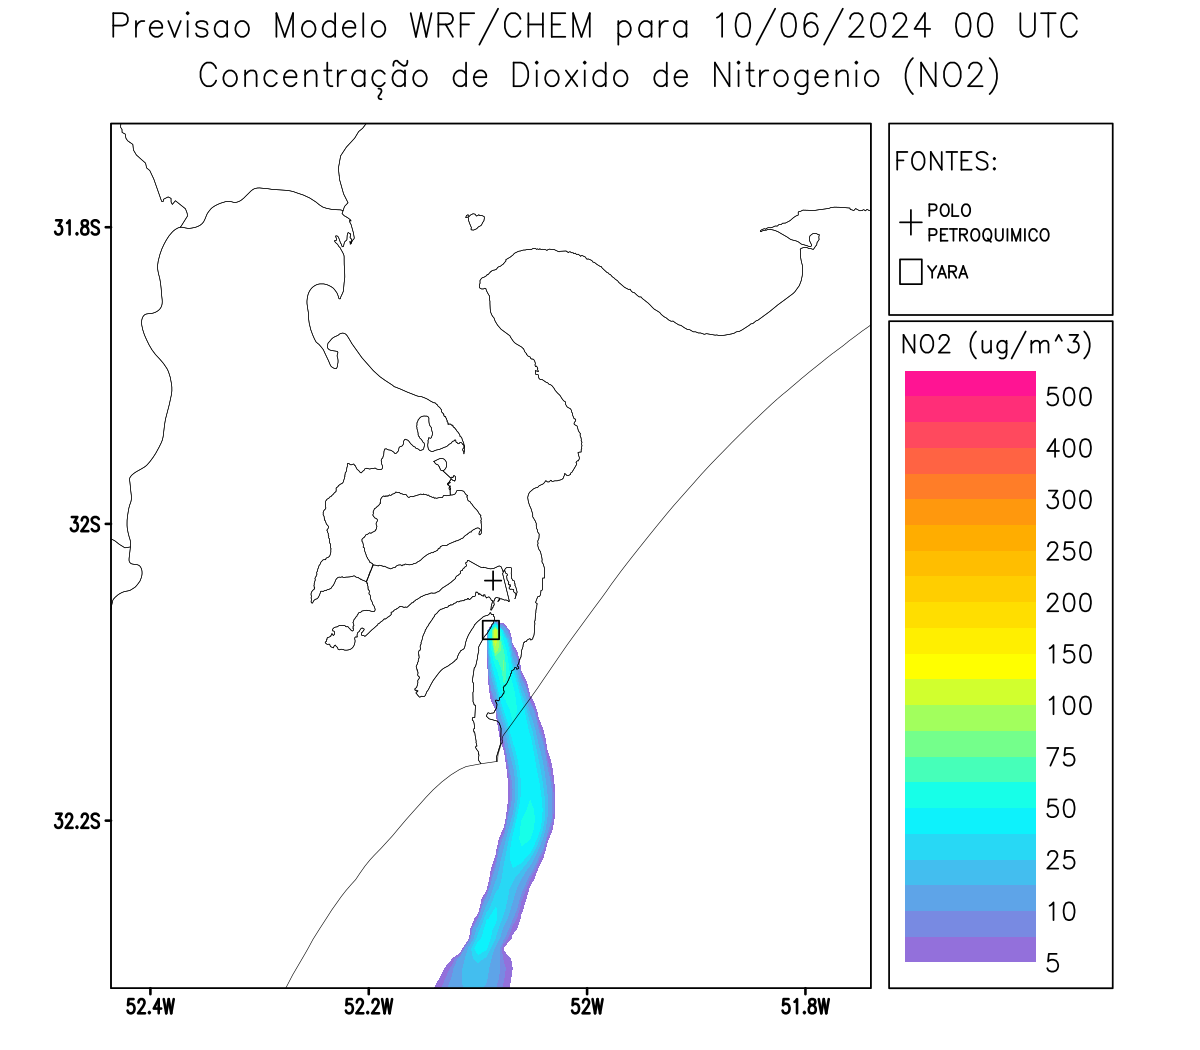 Previsao Modelo WRF/CHEM para 10/06/2024 00 UTC
Concentração de Dioxido de Nitrogenio (NO2)
FONTES:
POLO
PETROQUIMICO
YARA
NO2 (ug/m^3)
500
400
300
250
200
150
100
75
50
25
10
5
31.8S
32S
32.2S
52.4W
52.2W
52W
51.8W